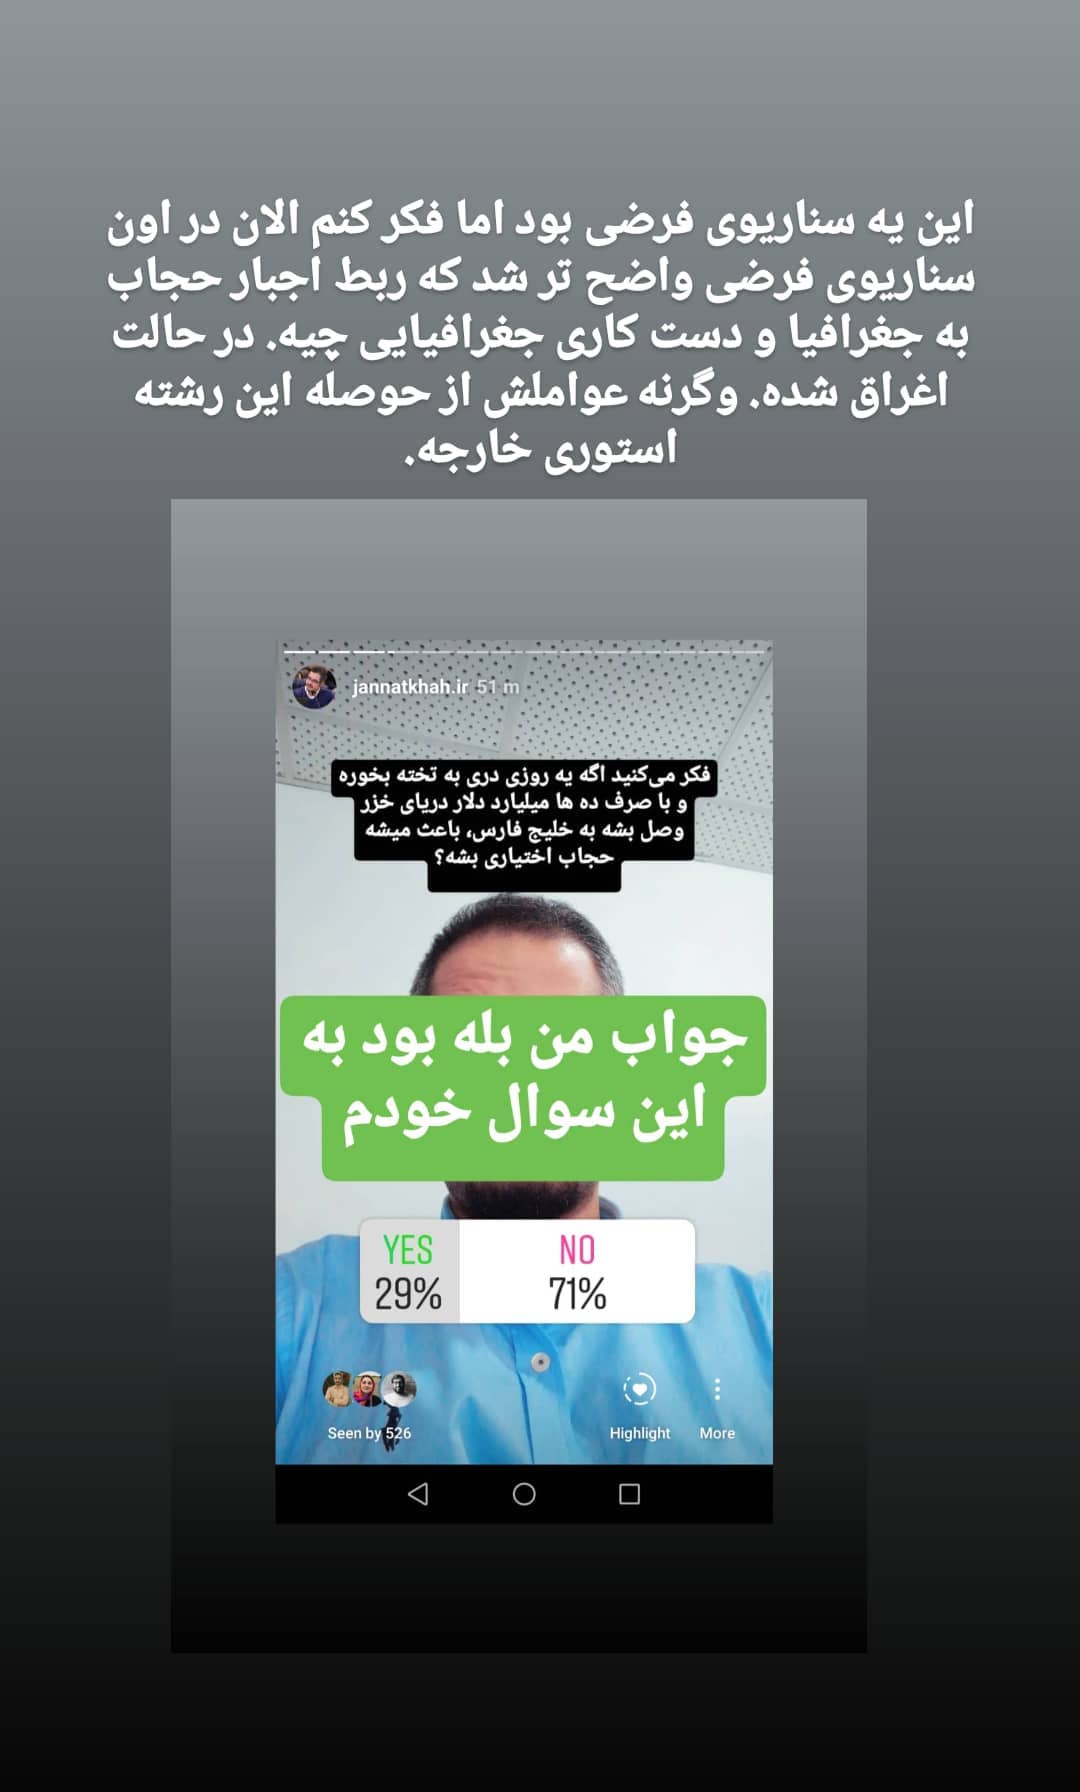 این یه سناریوی فرضی بود اما فکر کنم الان در اون
سناریوی فرضی واضح تر شد که ربط اجبار حجاب
به جغرافیا و دست کاری جغرافیایی چیه. در حالت
اغراق شده. وگرنه عواملش از حوصله این رشته
استوری خارجه.
jannatkhah.ir 51 m
فکر می‌کنید اگه یه روزی دری به تخته بخوره
و با صرف ده ها میلیارد دلار دریای خزر
وصل بشه به خلیج فارس، باعث میشه
حجاب اختیاری بشه؟
جواب من بله بود به
این سوال خودم
YES NO
29% 71%
Seen by 526 Highlight More